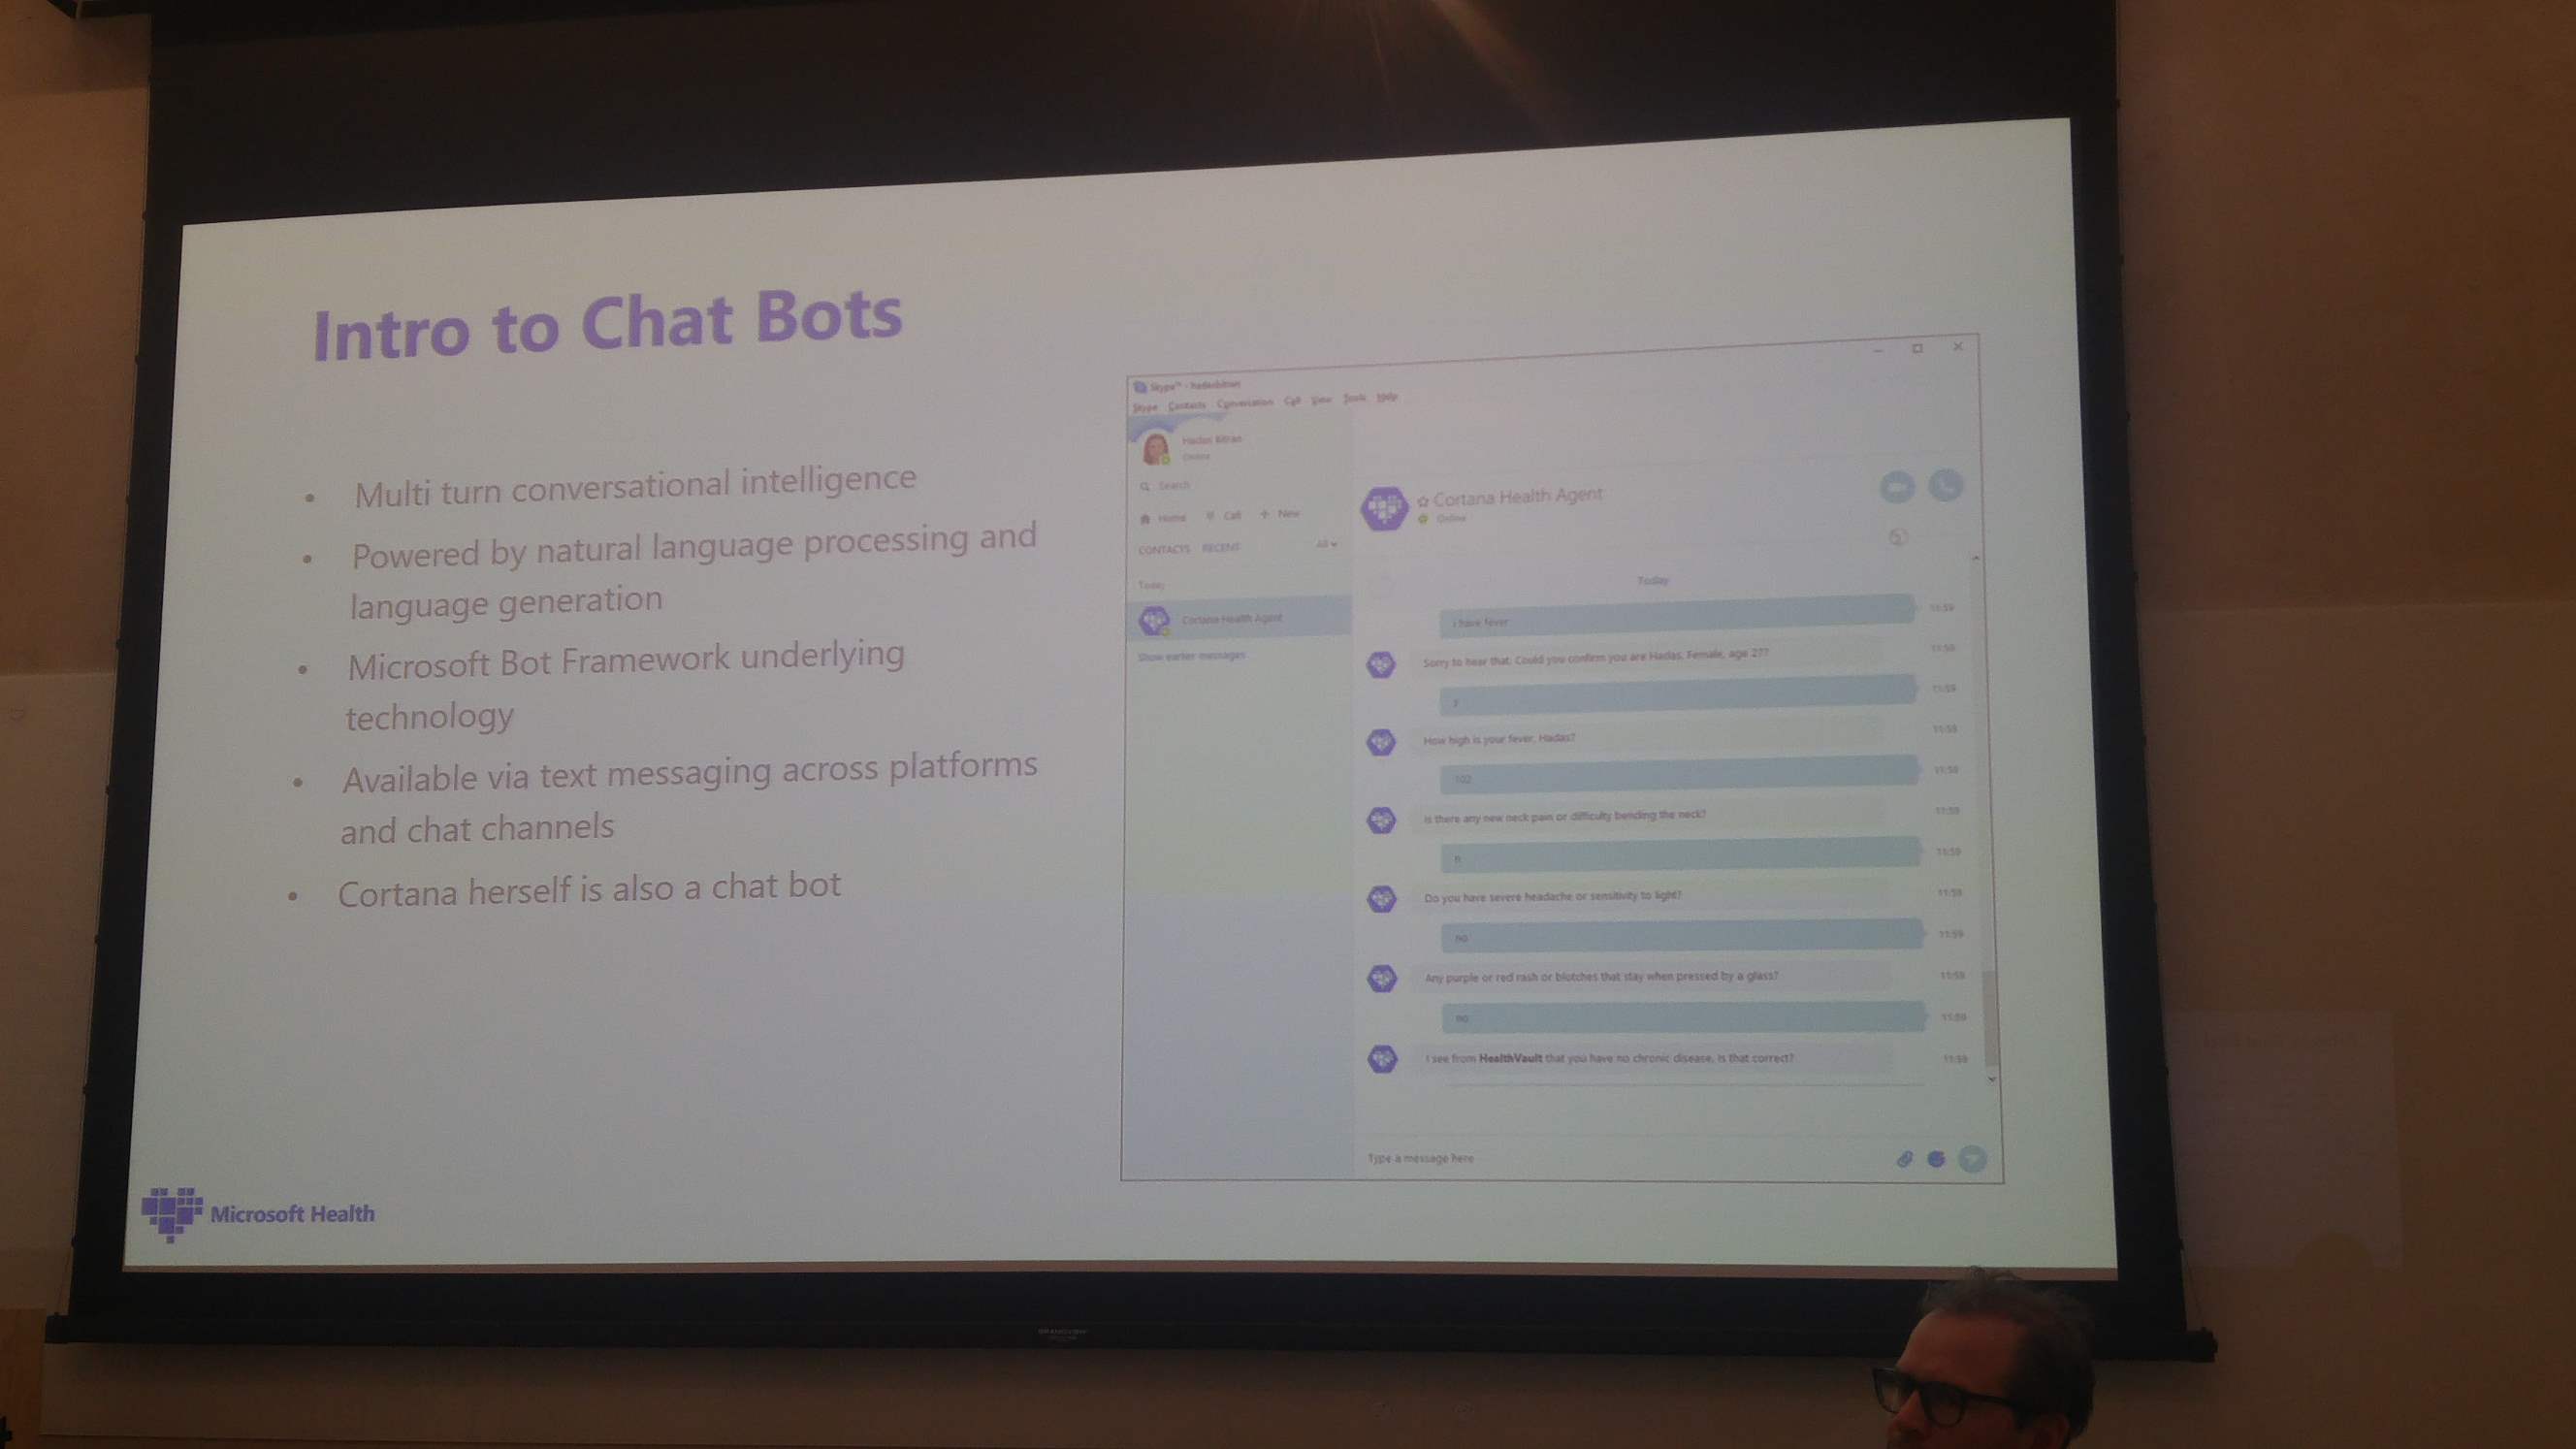 Intro to Chat Bots
• Multi turn conversational intelligence
• Powered by natural language processing and
language generation
• Microsoft Bot Framework underlying
technology
• Available via text messaging across platforms
and chat channels
• Cortana herself is also a chat bot
Microsoft Health
Skype™ -
Skype Contacts Conversation Call View Tools Help
Hadas Bitran
Online
Search
Home Call New
CONTACTS RECENT All
Today
Cortana Health Agent
Show earlier messages
Cortana Health Agent
Online
Today
i have fever 11:59
Sorry to hear that. Could you confirm you are Hadas, Female, age 27? 11:59
y 11:59
How high is your fever, Hadas? 11:59
102 11:59
Is there any new neck pain or difficulty bending the neck? 11:59
n 11:59
Do you have severe headache or sensitivity to light? 11:59
no 11:59
Any purple or red rash or blotches that stay when pressed by a glass? 11:59
no 11:59
I see from HealthVault that you have no chronic disease, is that correct? 11:59
Type a message here